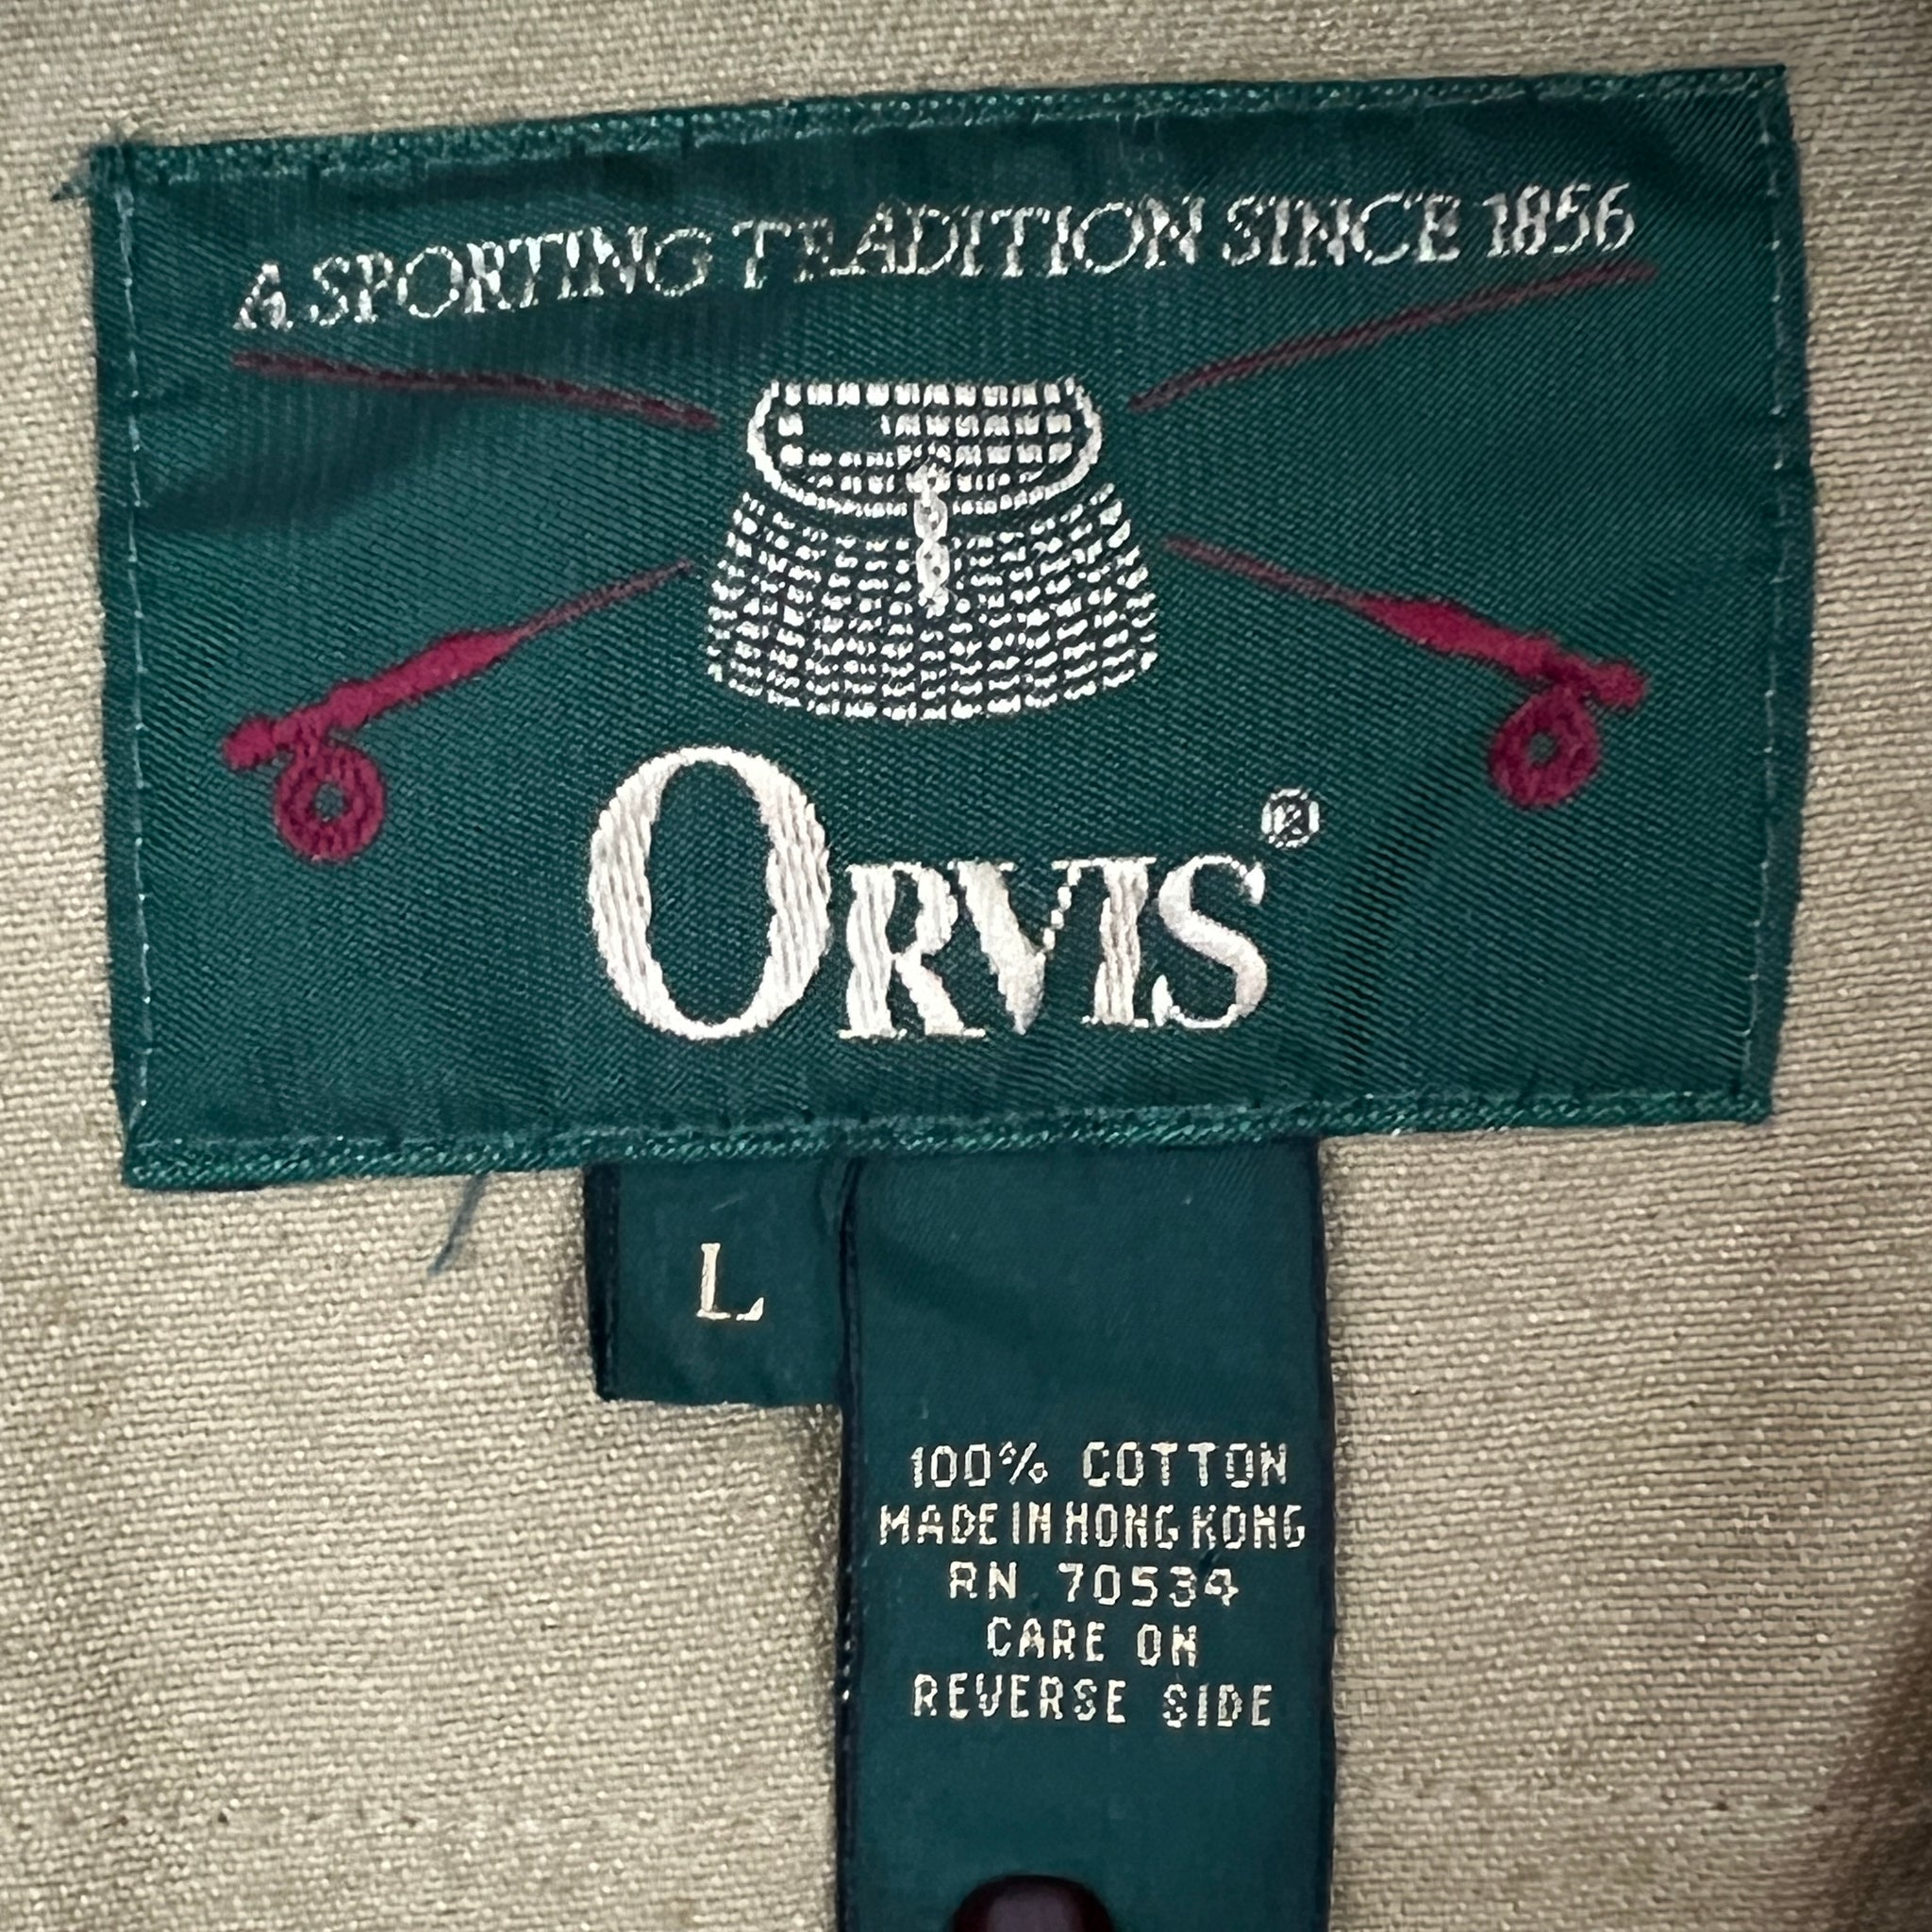 A SPORTING TRADITION SINCE 1856
ORVIS®
L
100% COTTON
MADE IN HONG KONG
RN 70534
CARE ON
REVERSE SIDE